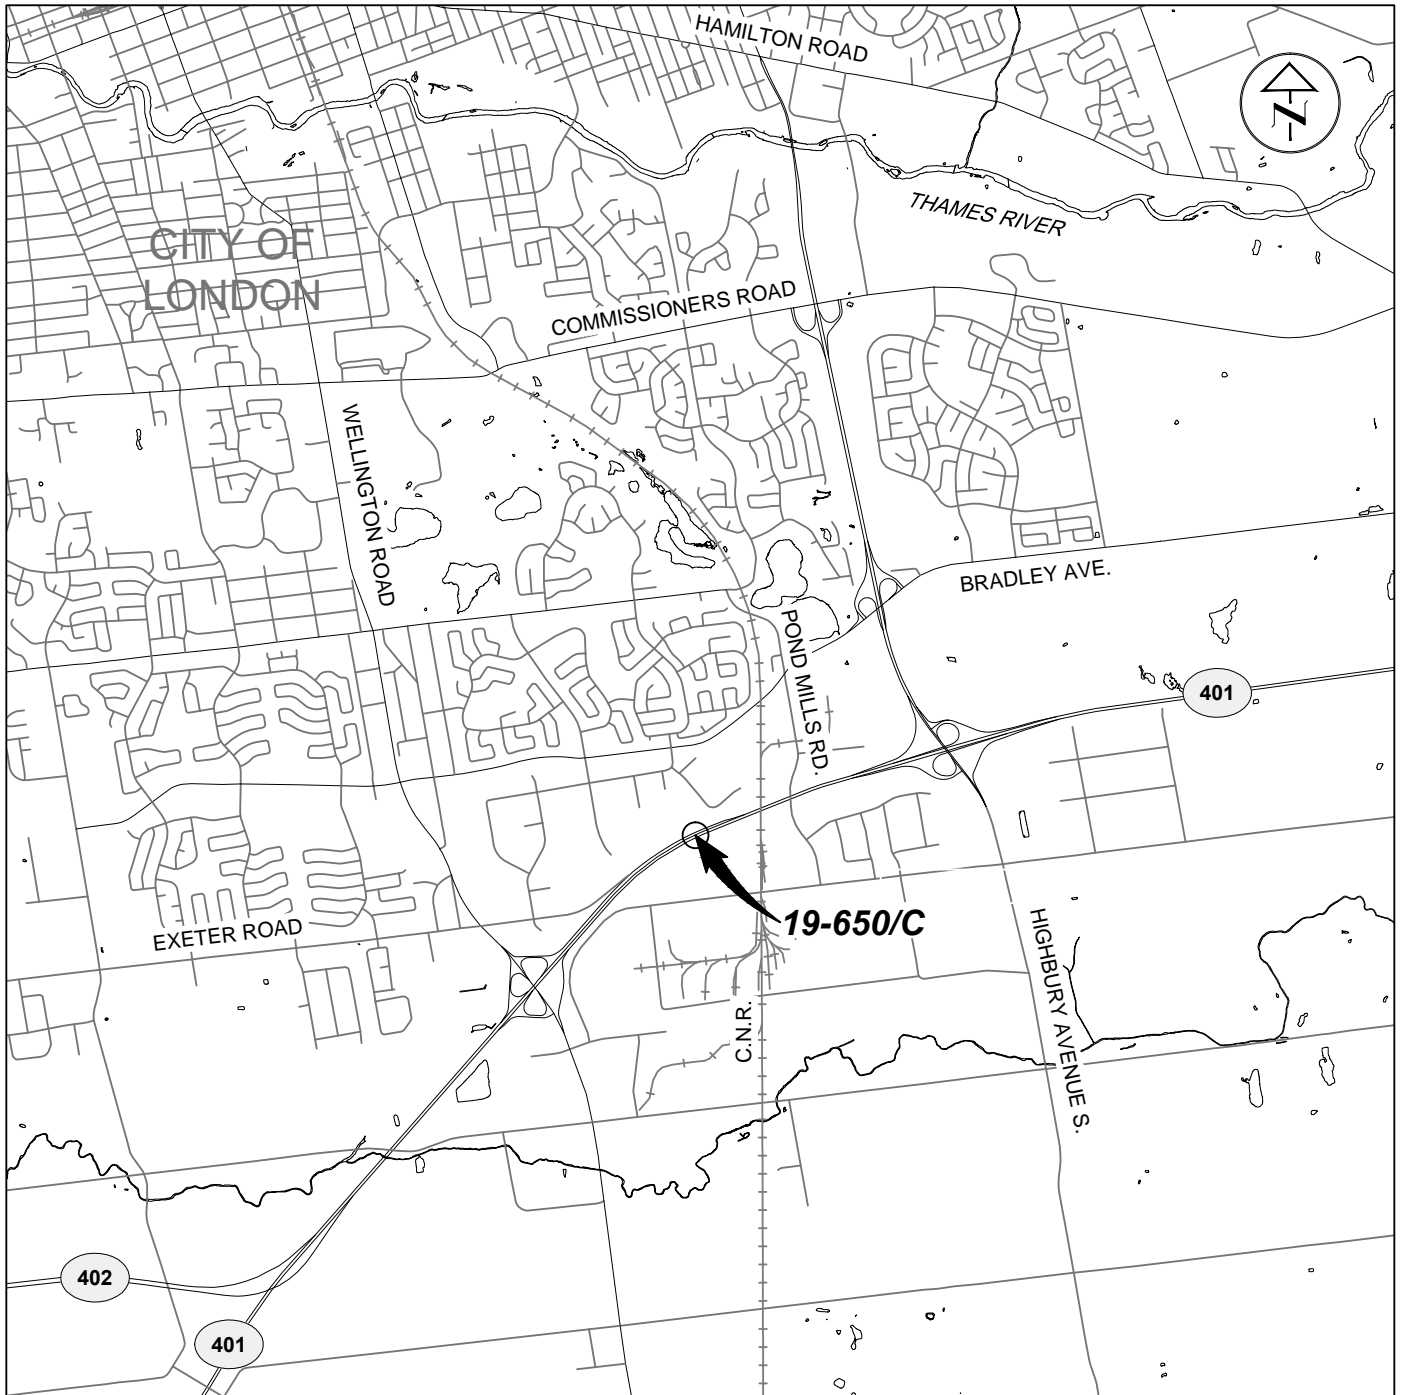 HAMILTON ROAD
N
THAMES RIVER
CITY OF
LONDON
COMMISSIONERS ROAD
WELLINGTON ROAD
BRADLEY AVE.
POND MILLS RD.
401
19-650/C
EXETER ROAD
HIGHBURY AVENUE S.
C.N.R.
402
401